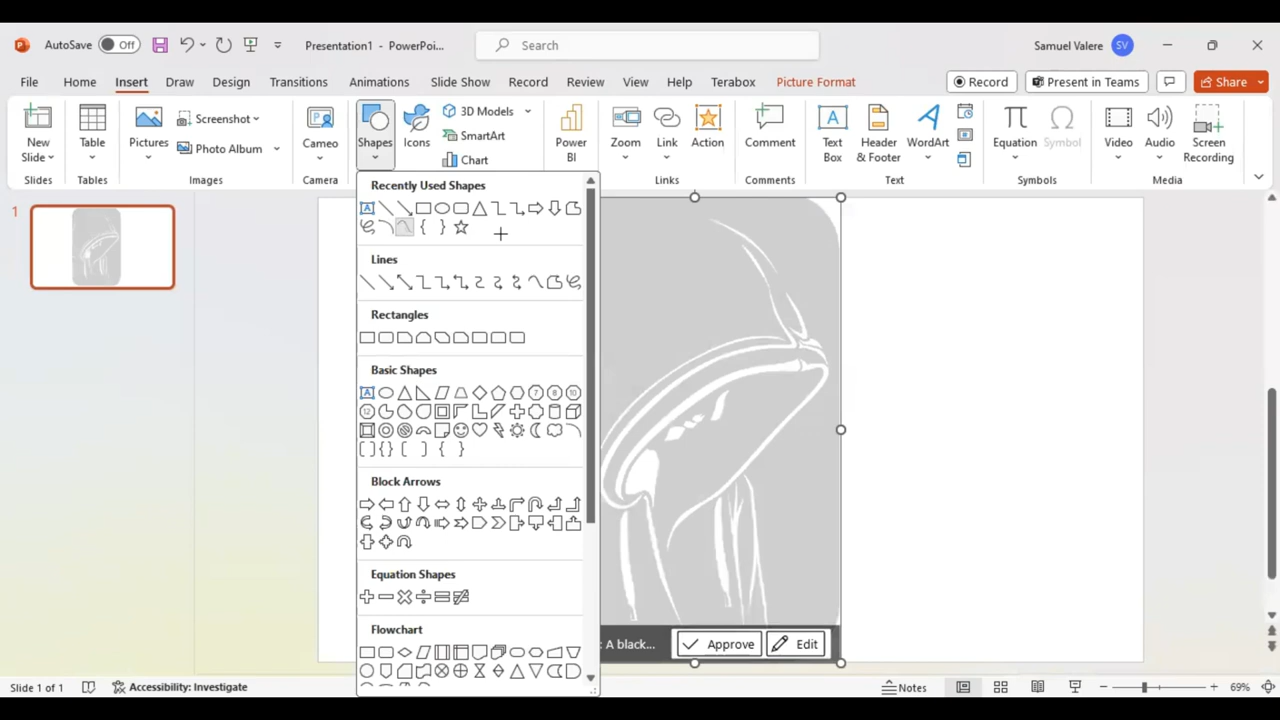 AutoSave Off Presentation1 - PowerPoi... Search Samuel Valere SV
File Home Insert Draw Design Transitions Animations Slide Show Record Review View Help Terabox Picture Format Record Present in Teams Share
New Slide
Table
Pictures
Screenshot
Photo Album
Cameo
Shapes
Icons
3D Models
SmartArt
Chart
Power BI
Zoom
Link
Action
Comment
Text Box
Header & Footer
WordArt
Equation
Symbol
Video
Audio
Screen Recording
Slides Tables Images Camera Links Comments Text Symbols Media
1
Recently Used Shapes
Lines
Rectangles
Basic Shapes
7 8 10
12
Block Arrows
Equation Shapes
Flowchart
: A black... Approve Edit
Slide 1 of 1 Accessibility: Investigate Notes 69%